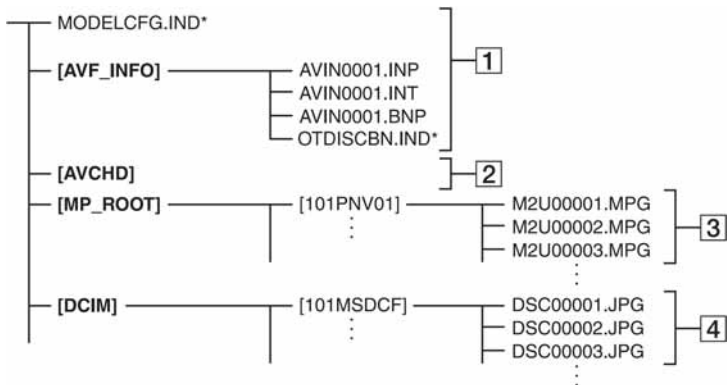 MODELCFG.IND*
[AVF_INFO] AVIN0001.INP 1
AVIN0001.INT
AVIN0001.BNP
OTDISCBN.IND*
[AVCHD] 2
[MP_ROOT] [101PNV01] M2U00001.MPG
M2U00002.MPG 3
M2U00003.MPG
[DCIM] [101MSDCF] DSC00001.JPG
DSC00002.JPG 4
DSC00003.JPG